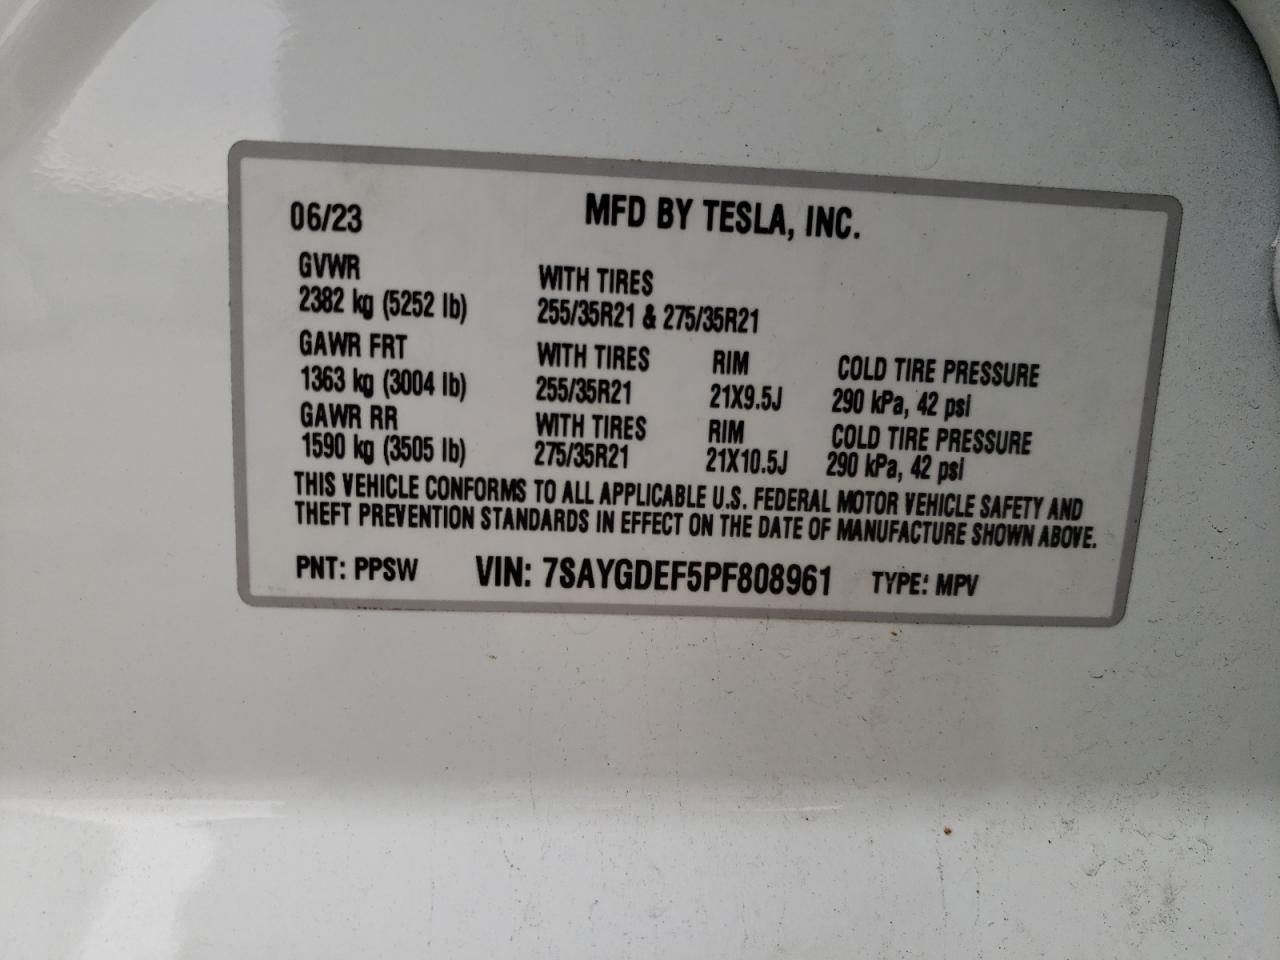 06/23 MFD BY TESLA, INC.
GVWR WITH TIRES
2382 kg (5252 lb) 255/35R21 & 275/35R21
GAWR FRT WITH TIRES RIM COLD TIRE PRESSURE
1363 kg (3004 lb) 255/35R21 21X9.5J 290 kPa, 42 psi
GAWR RR WITH TIRES RIM COLD TIRE PRESSURE
1590 kg (3505 lb) 275/35R21 21X10.5J 290 kPa, 42 psi
THIS VEHICLE CONFORMS TO ALL APPLICABLE U.S. FEDERAL MOTOR VEHICLE SAFETY AND
THEFT PREVENTION STANDARDS IN EFFECT ON THE DATE OF MANUFACTURE SHOWN ABOVE.
PNT: PPSW VIN: 7SAYGDEF5PF808961 TYPE: MPV